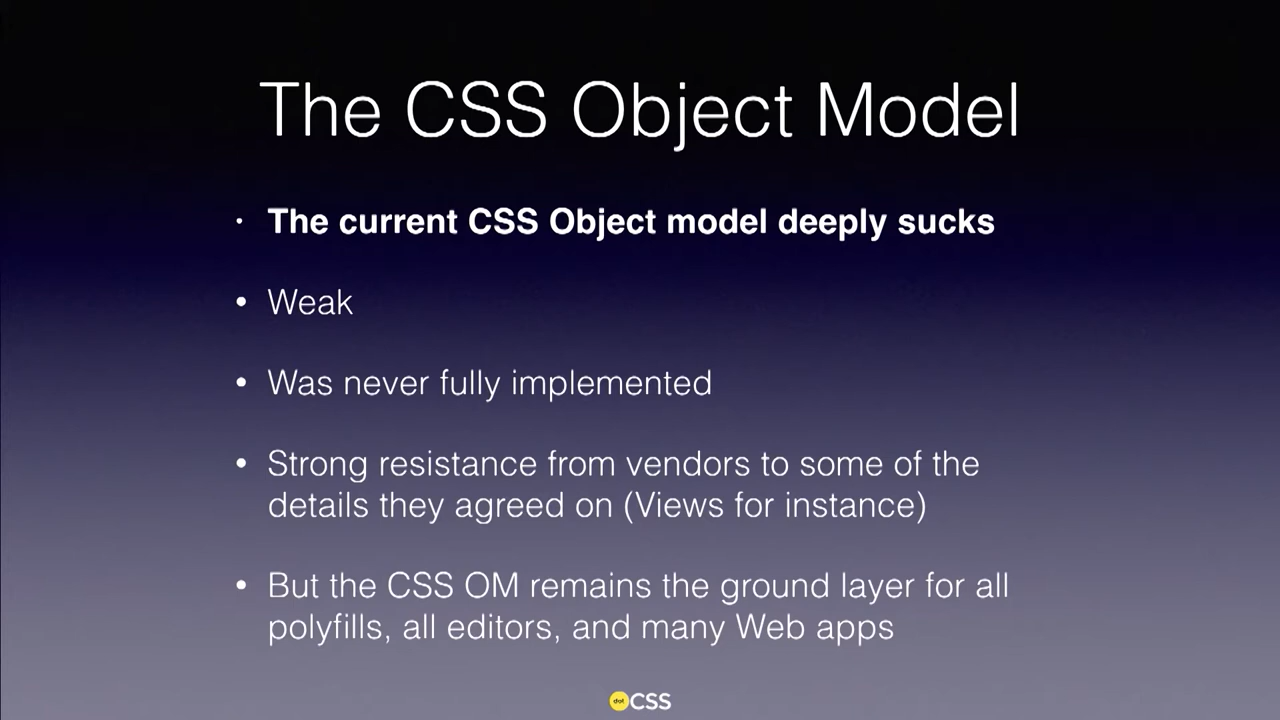 The CSS Object Model
• The current CSS Object model deeply sucks
• Weak
• Was never fully implemented
• Strong resistance from vendors to some of the
details they agreed on (Views for instance)
• But the CSS OM remains the ground layer for all
polyfills, all editors, and many Web apps
dot CSS